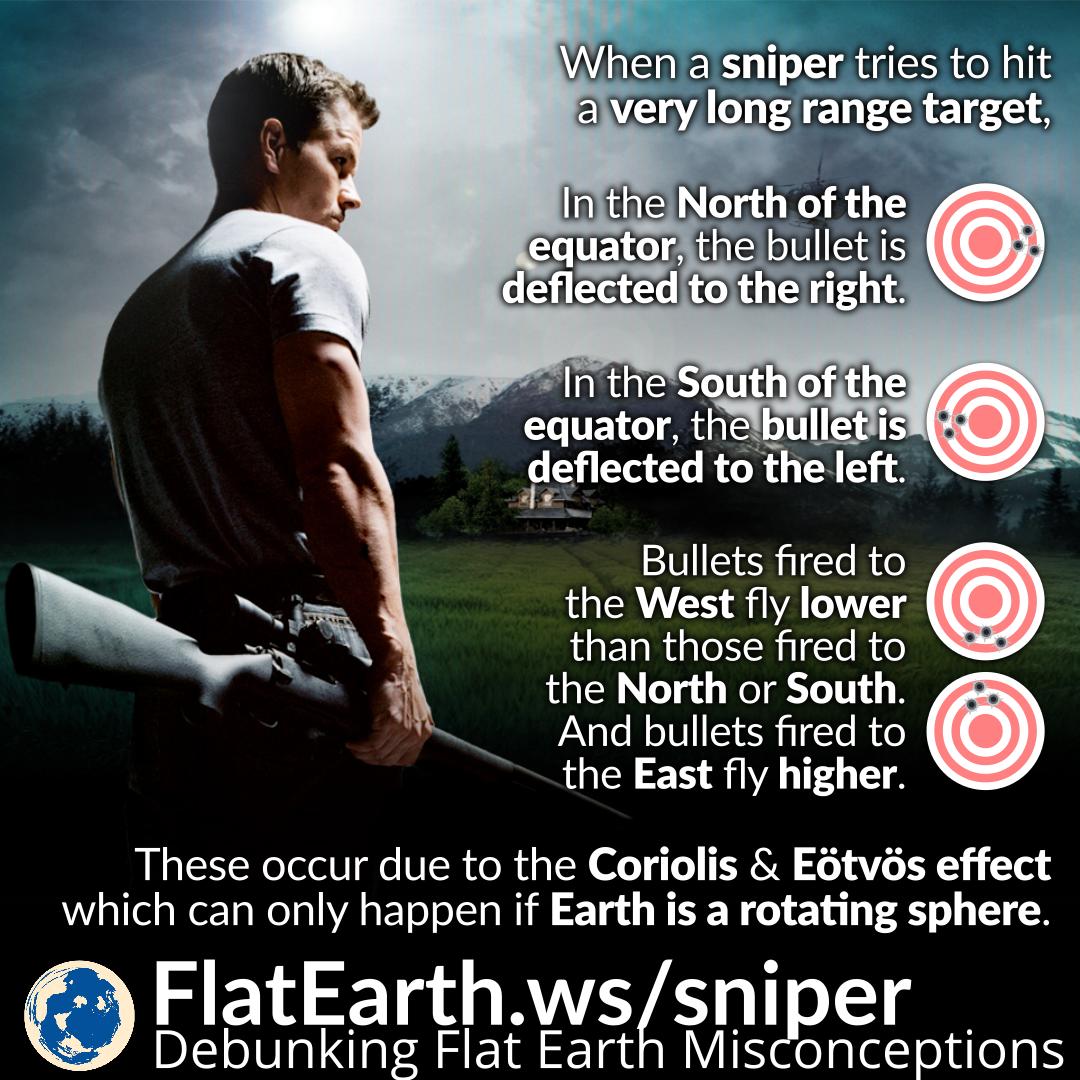 When a sniper tries to hit
a very long range target,
In the North of the
equator, the bullet is
deflected to the right.
In the South of the
equator, the bullet is
deflected to the left.
Bullets fired to
the West fly lower
than those fired to
the North or South.
And bullets fired to
the East fly higher.
These occur due to the Coriolis & Eötvös effect
which can only happen if Earth is a rotating sphere.
FlatEarth.ws/sniper
Debunking Flat Earth Misconceptions